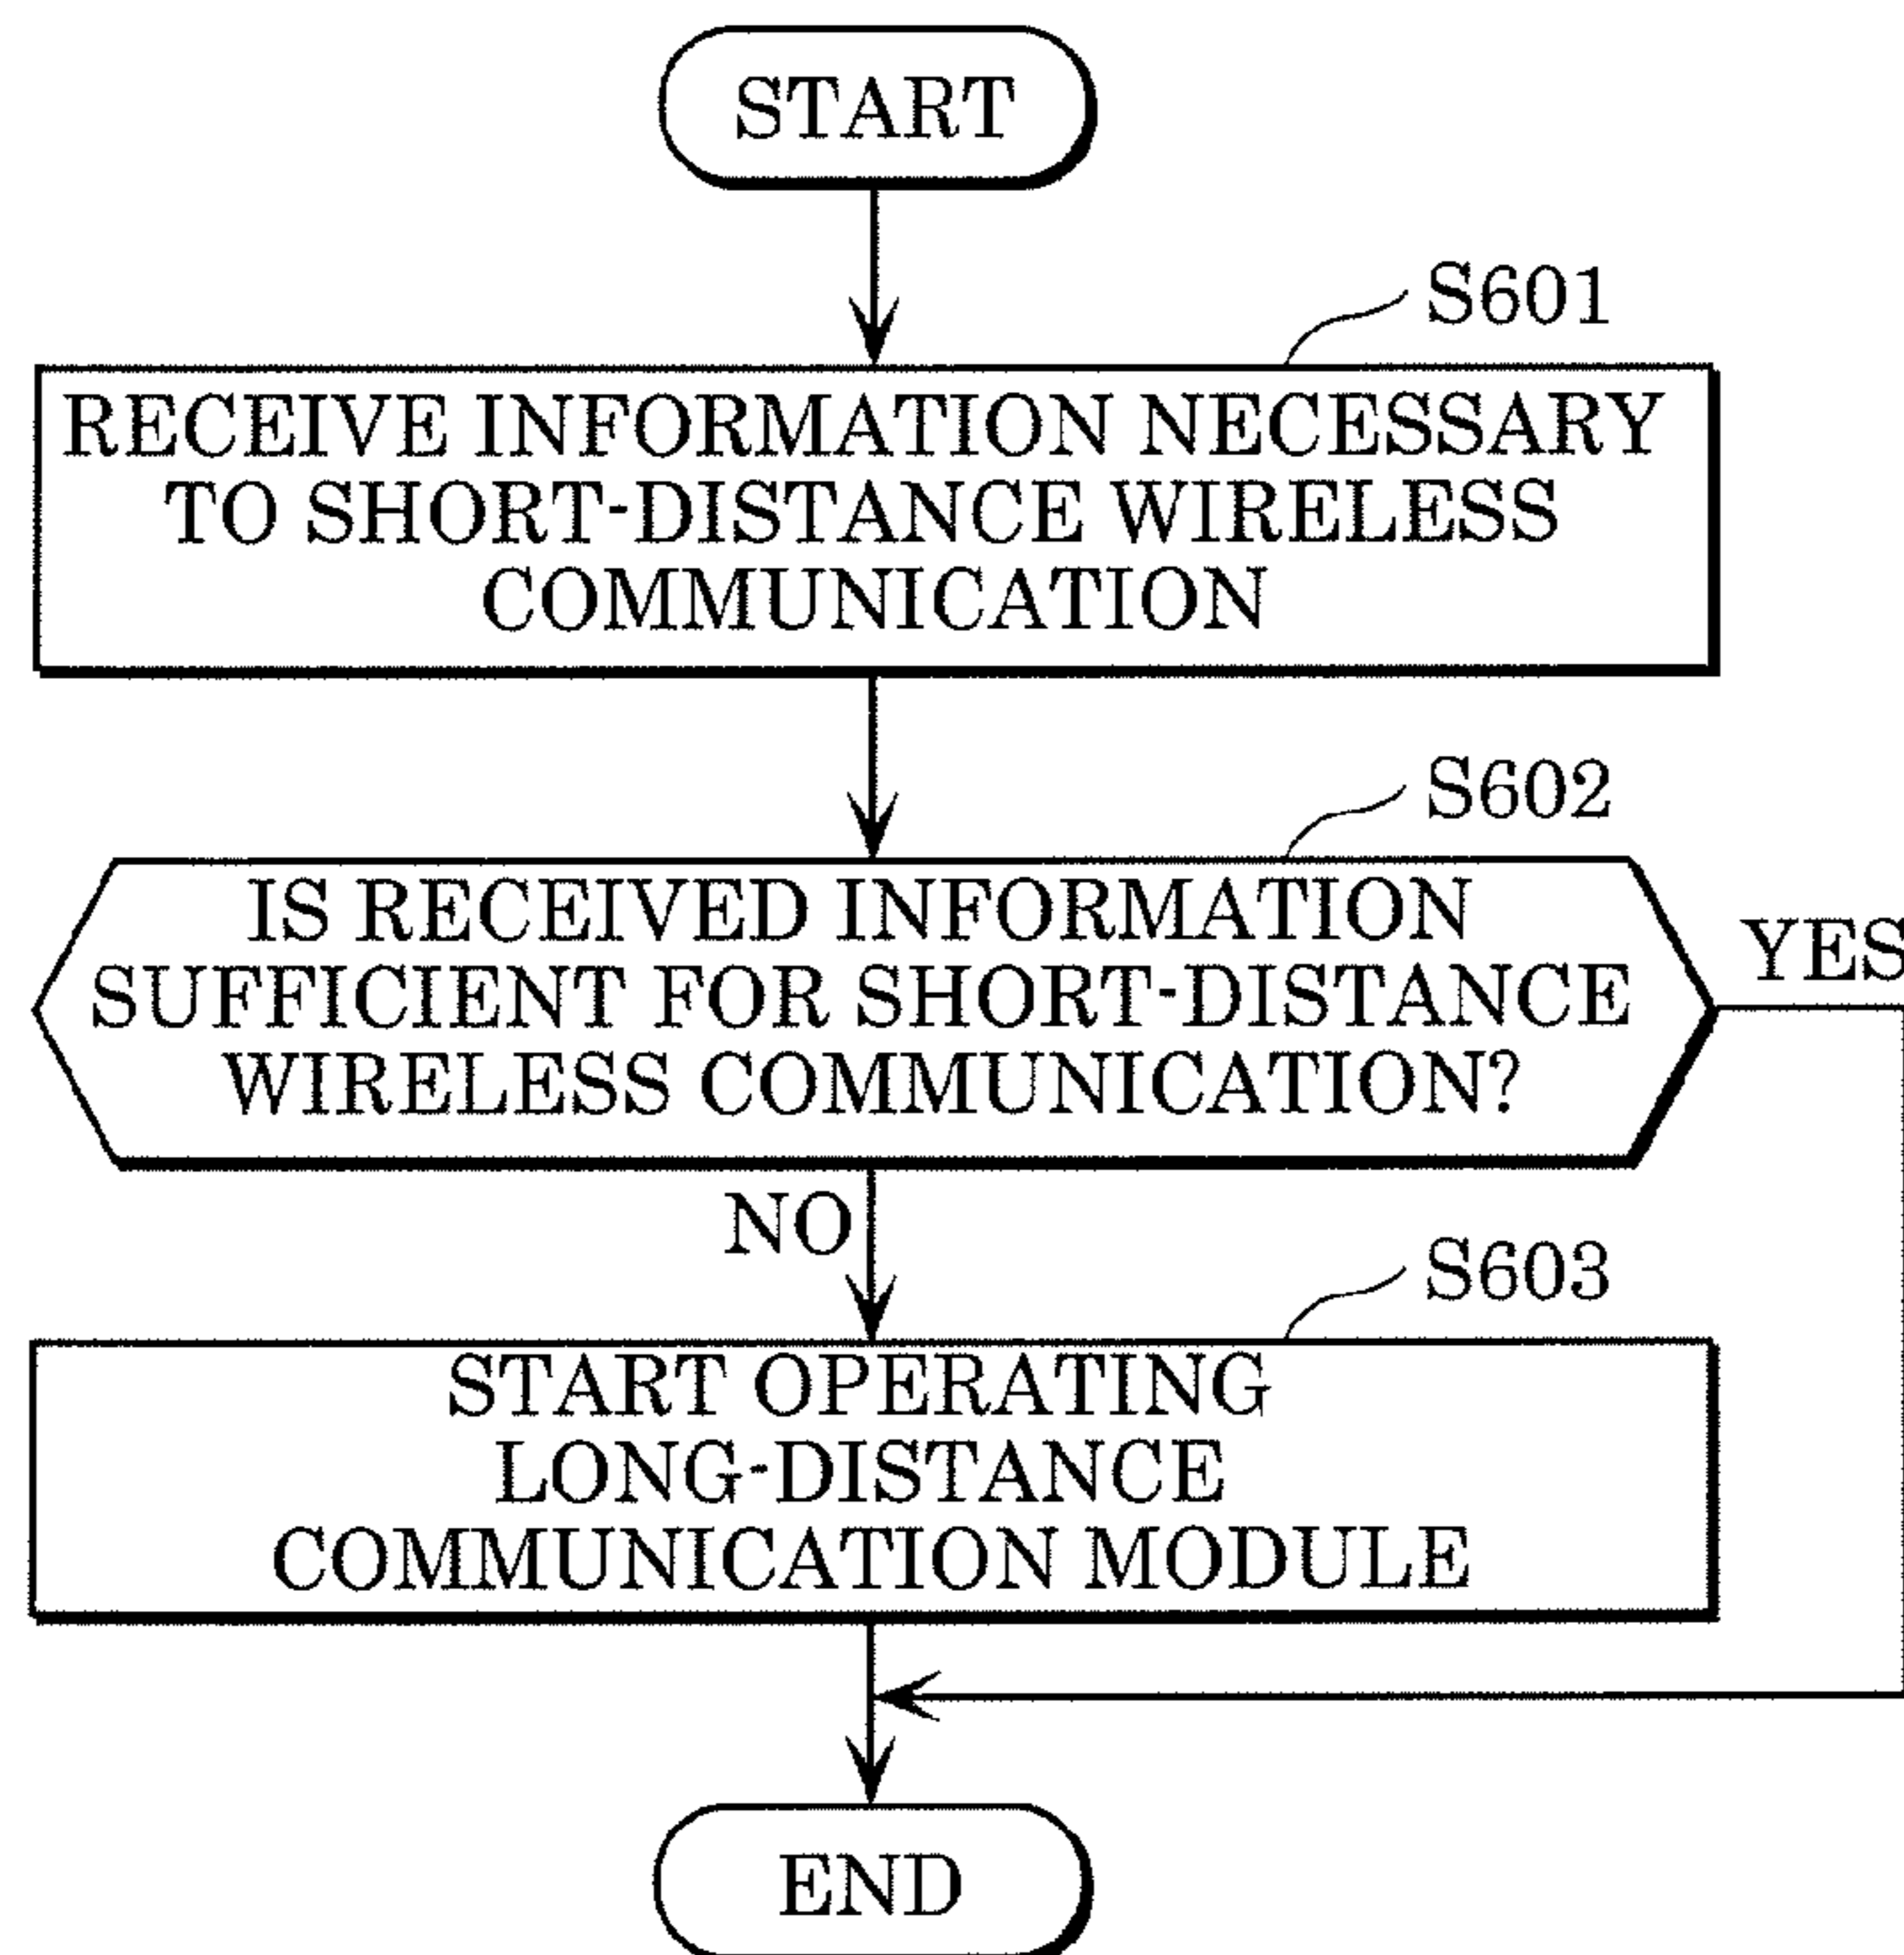 START
S601
RECEIVE INFORMATION NECESSARY
TO SHORT-DISTANCE WIRELESS
COMMUNICATION
S602
IS RECEIVED INFORMATION
SUFFICIENT FOR SHORT-DISTANCE
WIRELESS COMMUNICATION?
YES
NO
S603
START OPERATING
LONG-DISTANCE
COMMUNICATION MODULE
END